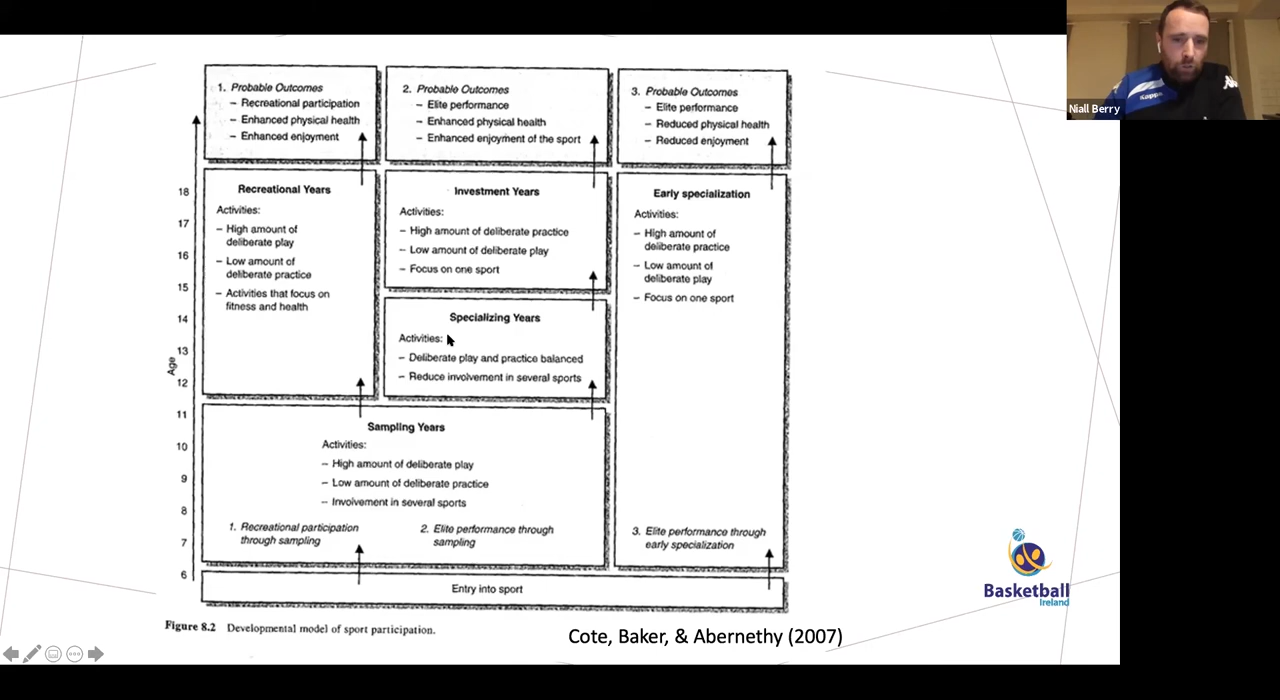 Niall Berry
Kappa
1. Probable Outcomes
– Recreational participation
– Enhanced physical health
– Enhanced enjoyment
2. Probable Outcomes
– Elite performance
– Enhanced physical health
– Enhanced enjoyment of the sport
3. Probable Outcomes
– Elite performance
– Reduced physical health
– Reduced enjoyment
18
17
16
15
14
13
12
11
10
9
8
7
6
Age
Recreational Years
Activities:
– High amount of
deliberate play
– Low amount of
deliberate practice
– Activities that focus on
fitness and health
Investment Years
Activities:
– High amount of deliberate practice
– Low amount of deliberate play
– Focus on one sport
Specializing Years
Activities:
– Deliberate play and practice balanced
– Reduce involvement in several sports
Early specialization
Activities:
– High amount of
deliberate practice
– Low amount of
deliberate play
– Focus on one sport
Sampling Years
Activities:
– High amount of deliberate play
– Low amount of deliberate practice
– Involvement in several sports
1. Recreational participation
through sampling
2. Elite performance through
sampling
3. Elite performance through
early specialization
Entry into sport
Figure 8.2 Developmental model of sport participation.
Cote, Baker, & Abernethy (2007)
Basketball
Ireland